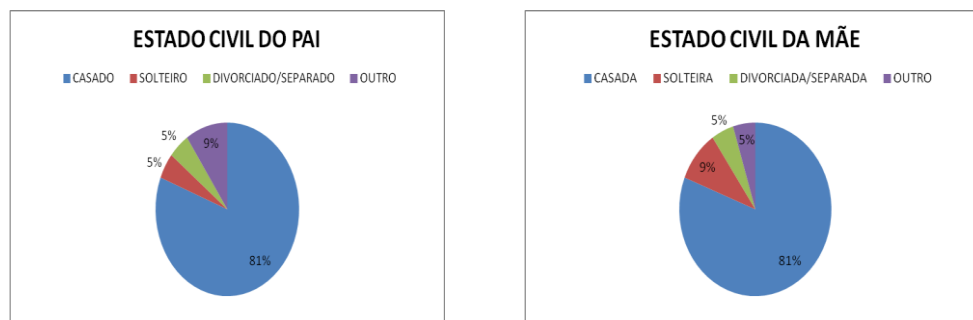 ESTADO CIVIL DO PAI
CASADO SOLTEIRO DIVORCIADO/SEPARADO OUTRO
5%
9%
5%
81%
ESTADO CIVIL DA MÃE
CASADA SOLTEIRA DIVORCIADA/SEPARADA OUTRO
5%
5%
9%
81%